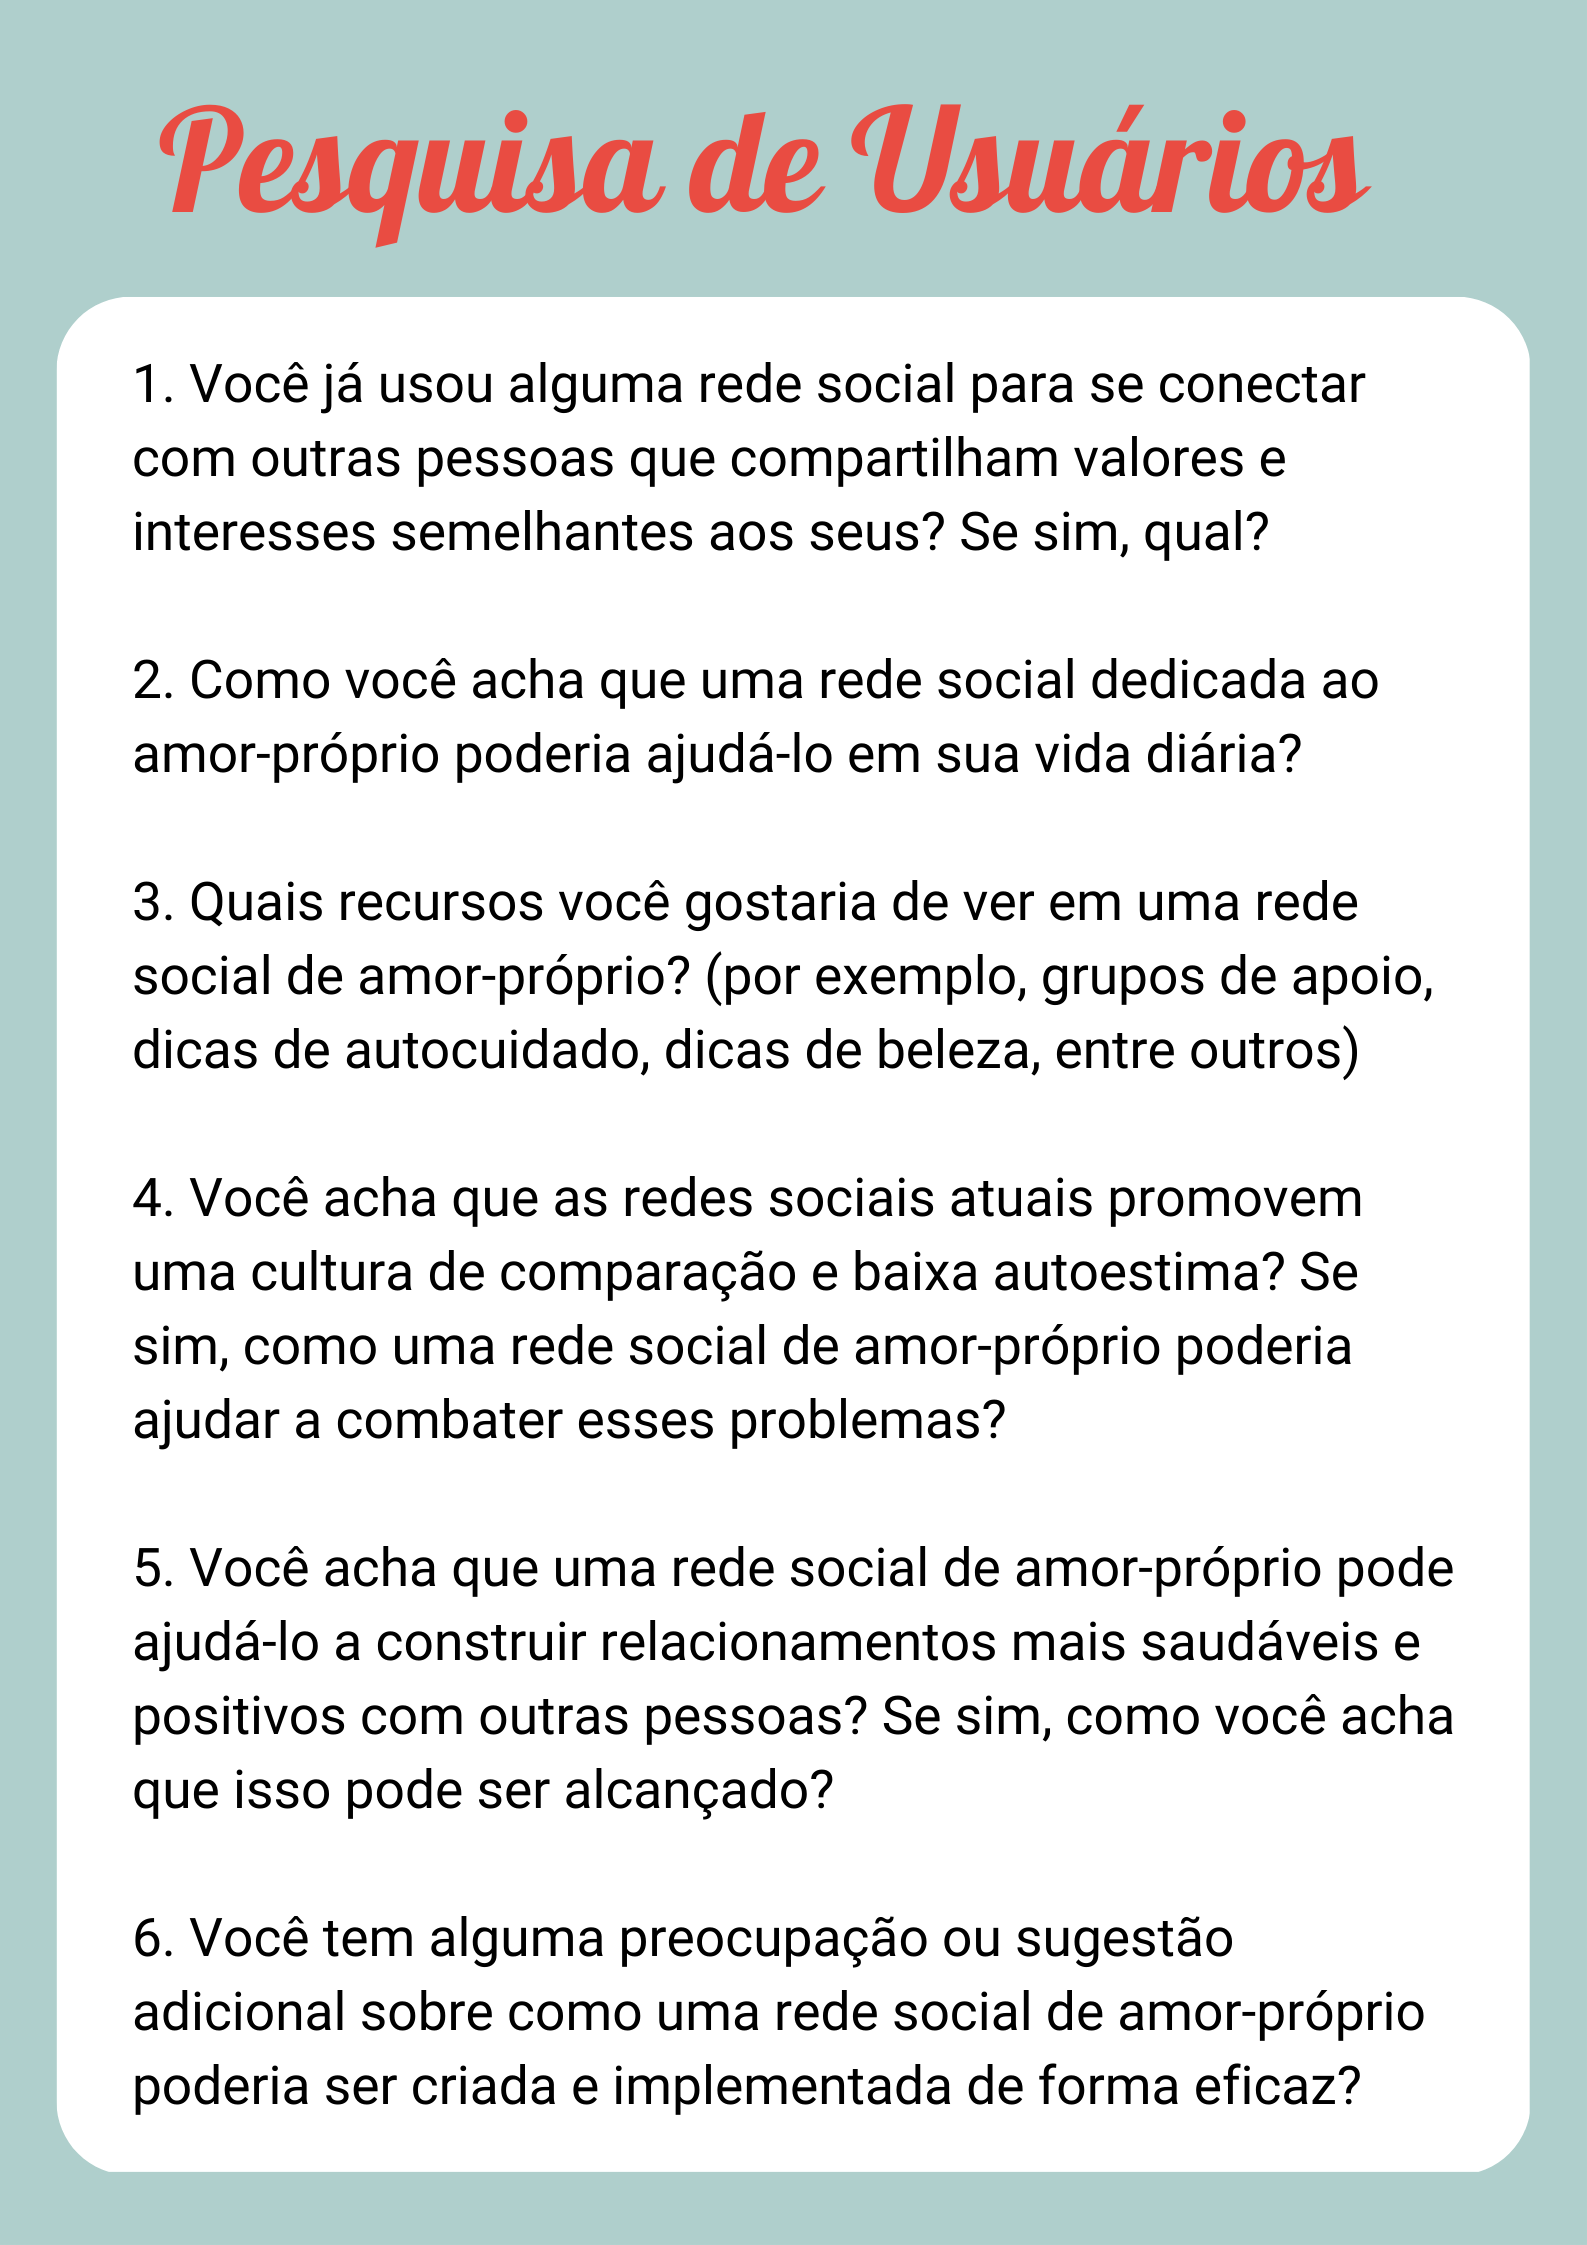 Pesquisa de Usuários
1. Você já usou alguma rede social para se conectar
com outras pessoas que compartilham valores e
interesses semelhantes aos seus? Se sim, qual?
2. Como você acha que uma rede social dedicada ao
amor-próprio poderia ajudá-lo em sua vida diária?
3. Quais recursos você gostaria de ver em uma rede
social de amor-próprio? (por exemplo, grupos de apoio,
dicas de autocuidado, dicas de beleza, entre outros)
4. Você acha que as redes sociais atuais promovem
uma cultura de comparação e baixa autoestima? Se
sim, como uma rede social de amor-próprio poderia
ajudar a combater esses problemas?
5. Você acha que uma rede social de amor-próprio pode
ajudá-lo a construir relacionamentos mais saudáveis e
positivos com outras pessoas? Se sim, como você acha
que isso pode ser alcançado?
6. Você tem alguma preocupação ou sugestão
adicional sobre como uma rede social de amor-próprio
poderia ser criada e implementada de forma eficaz?